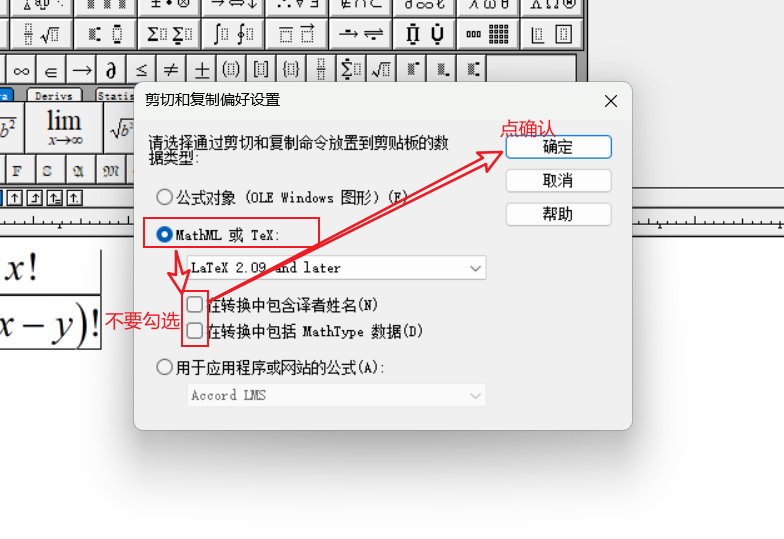 Derivs
Statis
lim
x→∞
剪切和复制偏好设置
请选择通过剪切和复制命令放置到剪贴板的数
据类型:
点确认
确定
取消
帮助
公式对象 (OLE Windows 图形) (E)
MathML 或 TeX:
LaTeX 2.09 and later
不要勾选
在转换中包含译者姓名(N)
在转换中包括 MathType 数据(D)
用于应用程序或网站的公式(A):
Accord LMS
x!
x − y)!